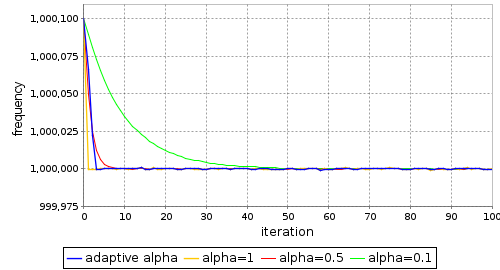 1,000,100
1,000,075
1,000,050
1,000,025
1,000,000
999,975
frequency
0 10 20 30 40 50 60 70 80 90 100
iteration
adaptive alpha alpha=1 alpha=0.5 alpha=0.1